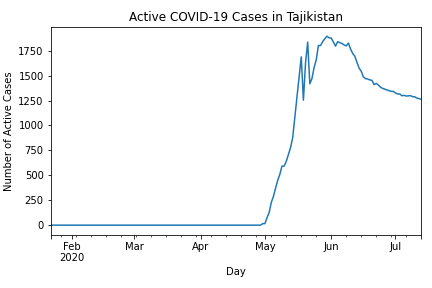 Active COVID-19 Cases in Tajikistan
Number of Active Cases
1750
1500
1250
1000
750
500
250
0
Feb
2020
Mar
Apr
May
Jun
Jul
Day